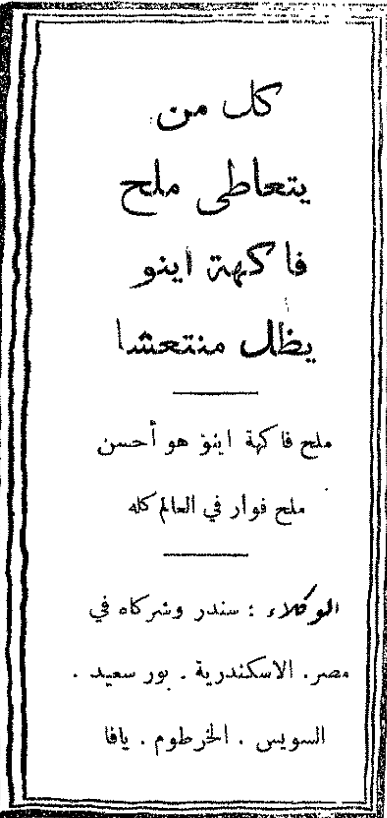 كل من
يتعاطى ملح
فاكهة اينو
يظل منتعشا
ملح فاكهة اينو هو أحسن
ملح فوار في العالم كله
الوكلاء : سندر وشركاه في
مصر . الاسكندرية . بور سعيد .
السويس . الخرطوم . يافا